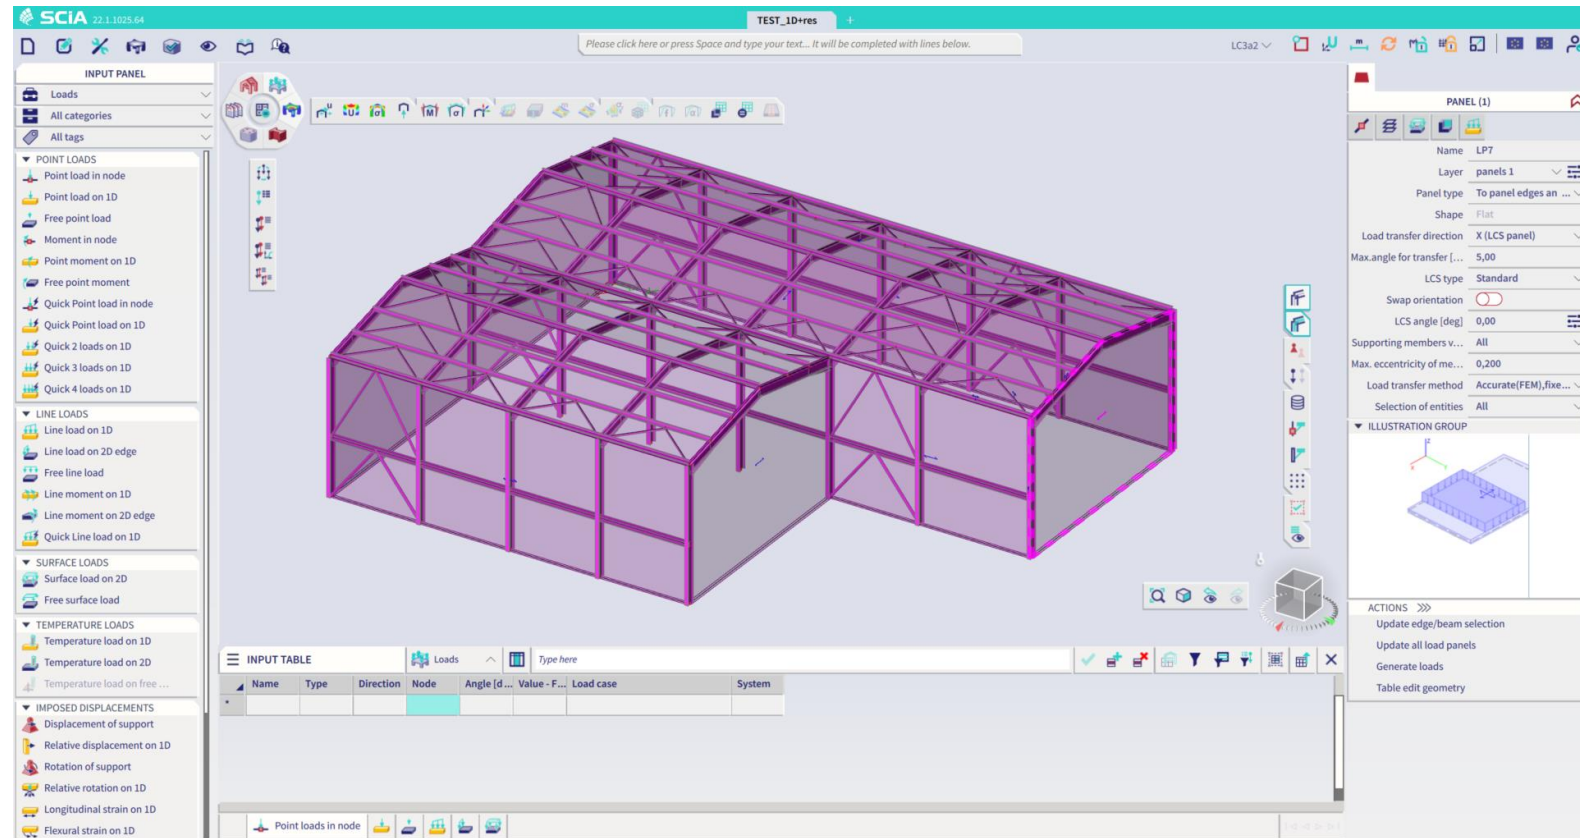 SCiA 22.1.1025.64
TEST_1D+res
Please click here or press Space and type your text... It will be completed with lines below.
LC3a2
INPUT PANEL
Loads
All categories
All tags
POINT LOADS
Point load in node
Point load on 1D
Free point load
Moment in node
Point moment on 1D
Free point moment
Quick Point load in node
Quick Point load on 1D
Quick 2 loads on 1D
Quick 3 loads on 1D
Quick 4 loads on 1D
LINE LOADS
Line load on 1D
Line load on 2D edge
Free line load
Line moment on 1D
Line moment on 2D edge
Quick Line load on 1D
SURFACE LOADS
Surface load on 2D
Free surface load
TEMPERATURE LOADS
Temperature load on 1D
Temperature load on 2D
Temperature load on free ...
IMPOSED DISPLACEMENTS
Displacement of support
Relative displacement on 1D
Rotation of support
Relative rotation on 1D
Longitudinal strain on 1D
Flexural strain on 1D
INPUT TABLE
Loads
Type here
Name Type Direction Node Angle [d... Value - F... Load case System
*
Point loads in node
PANEL (1)
Name LP7
Layer panels 1
Panel type To panel edges an ...
Shape Flat
Load transfer direction X (LCS panel)
Max.angle for transfer [... 5,00
LCS type Standard
Swap orientation
LCS angle [deg] 0,00
Supporting members v... All
Max. eccentricity of me... 0,200
Load transfer method Accurate(FEM),fixe...
Selection of entities All
ILLUSTRATION GROUP
ACTIONS >>>
Update edge/beam selection
Update all load panels
Generate loads
Table edit geometry